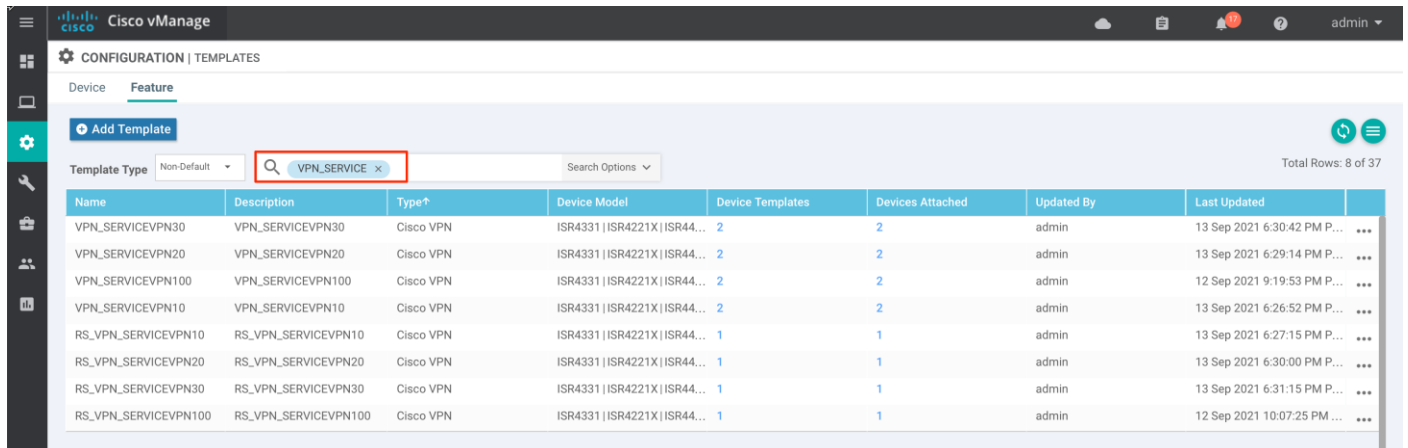 cisco Cisco vManage 17 admin
CONFIGURATION | TEMPLATES
Device Feature
Add Template
Template Type Non-Default VPN_SERVICE × Search Options Total Rows: 8 of 37
Name Description Type↑ Device Model Device Templates Devices Attached Updated By Last Updated
VPN_SERVICEVPN30 VPN_SERVICEVPN30 Cisco VPN ISR4331|ISR4221X|ISR44... 2 2 admin 13 Sep 2021 6:30:42 PM P... •••
VPN_SERVICEVPN20 VPN_SERVICEVPN20 Cisco VPN ISR4331|ISR4221X|ISR44... 2 2 admin 13 Sep 2021 6:29:14 PM P... •••
VPN_SERVICEVPN100 VPN_SERVICEVPN100 Cisco VPN ISR4331|ISR4221X|ISR44... 2 2 admin 12 Sep 2021 9:19:53 PM P... •••
VPN_SERVICEVPN10 VPN_SERVICEVPN10 Cisco VPN ISR4331|ISR4221X|ISR44... 2 2 admin 13 Sep 2021 6:26:52 PM P... •••
RS_VPN_SERVICEVPN10 RS_VPN_SERVICEVPN10 Cisco VPN ISR4331|ISR4221X|ISR44... 1 1 admin 13 Sep 2021 6:27:15 PM P... •••
RS_VPN_SERVICEVPN20 RS_VPN_SERVICEVPN20 Cisco VPN ISR4331|ISR4221X|ISR44... 1 1 admin 13 Sep 2021 6:30:00 PM P... •••
RS_VPN_SERVICEVPN30 RS_VPN_SERVICEVPN30 Cisco VPN ISR4331|ISR4221X|ISR44... 1 1 admin 13 Sep 2021 6:31:15 PM P... •••
RS_VPN_SERVICEVPN100 RS_VPN_SERVICEVPN100 Cisco VPN ISR4331|ISR4221X|ISR44... 1 1 admin 12 Sep 2021 10:07:25 PM ... •••